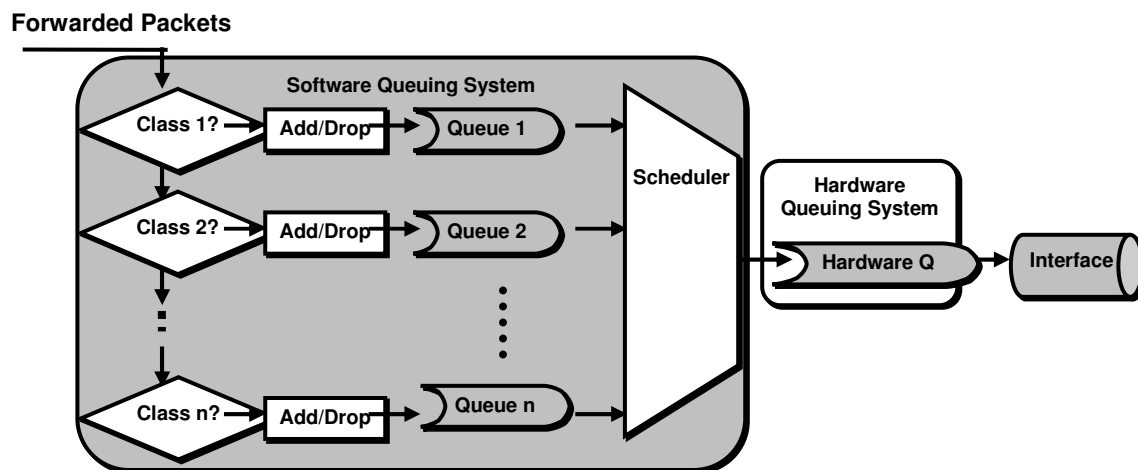 Forwarded Packets
Software Queuing System
Class 1?
Add/Drop
Queue 1
Scheduler
Class 2?
Add/Drop
Queue 2
Hardware
Queuing System
Hardware Q
Interface
Class n?
Add/Drop
Queue n